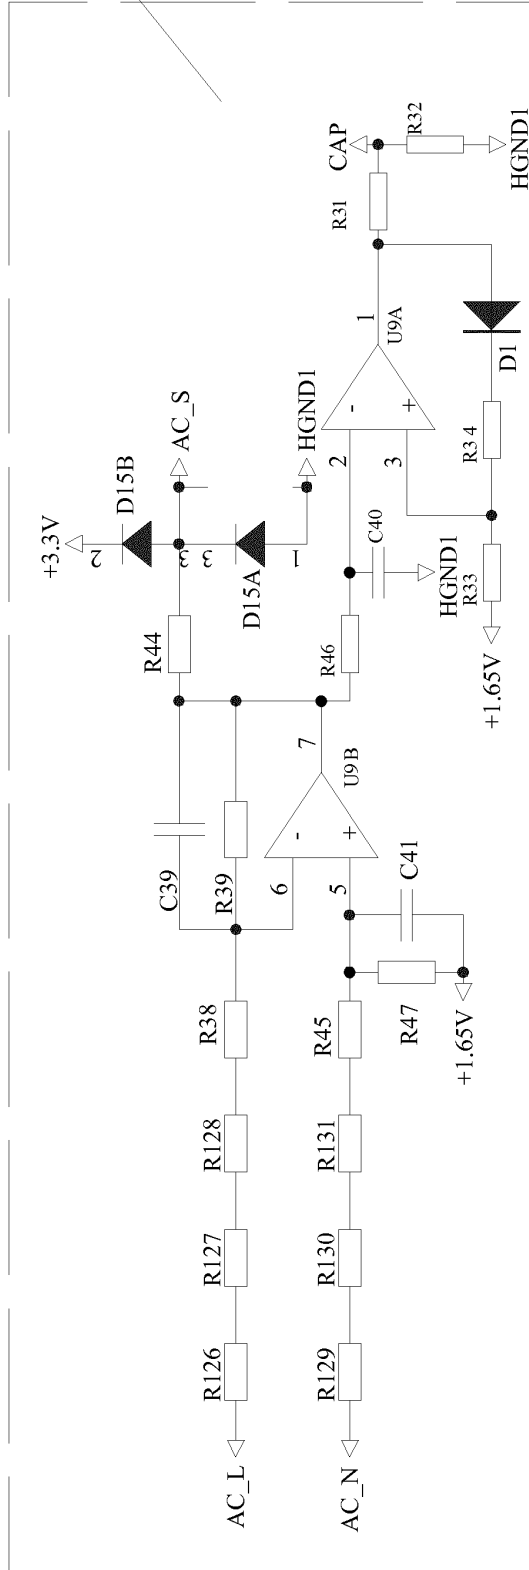 +3.3V
2
D15B
3
AC_S
3
D15A
1
HGND1
R44
C39
R39
R38
R128
R127
R126
AC_L
6
5
7
U9B
R46
C40
HGND1
2
3
1
U9A
R31
CAP
R32
HGND1
D1
R34
R33
+1.65V
C41
R47
+1.65V
R45
R131
R130
R129
AC_N
-
+
-
+